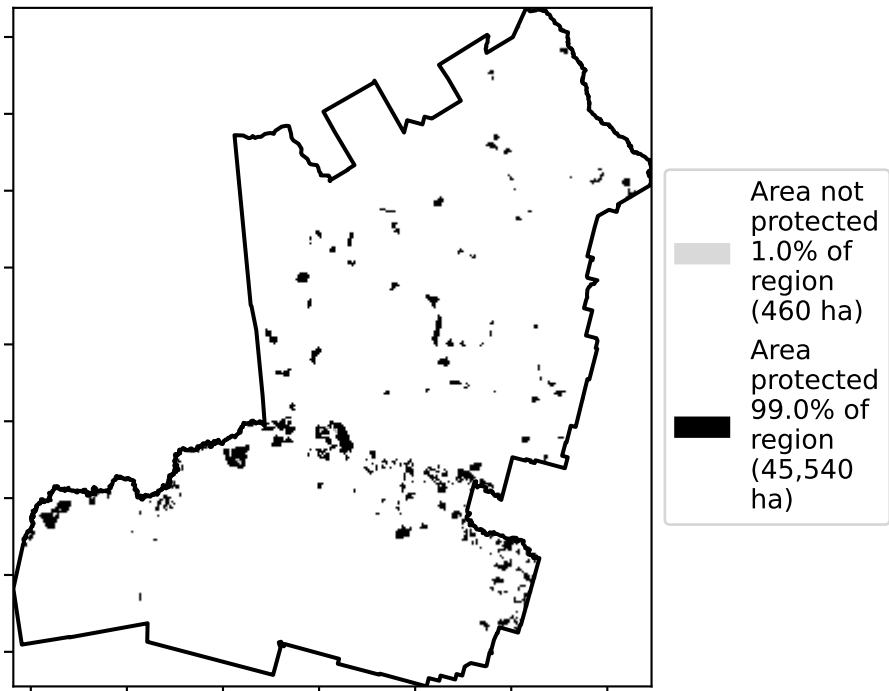 Area not
protected
1.0% of
region
(460 ha)
Area
protected
99.0% of
region
(45,540
ha)